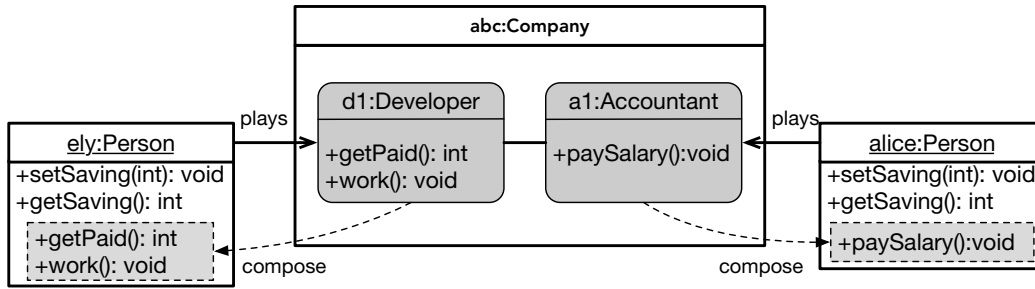 abc:Company
d1:Developer
+getPaid(): int
+work(): void
a1:Accountant
+paySalary():void
plays
plays
ely:Person
+setSaving(int): void
+getSaving(): int
+getPaid(): int
+work(): void
alice:Person
+setSaving(int): void
+getSaving(): int
+paySalary():void
compose
compose